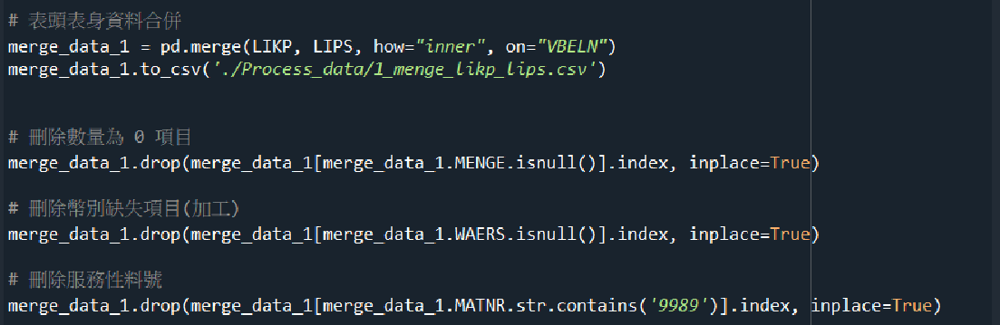 # 表頭表身資料合併
merge_data_1 = pd.merge(LIKP, LIPS, how="inner", on="VBELN")
merge_data_1.to_csv('./Process_data/1_menge_likp_lips.csv')
# 刪除數量為 0 項目
merge_data_1.drop(merge_data_1[merge_data_1.MENGE.isnull()].index, inplace=True)
# 刪除幣別缺失項目(加工)
merge_data_1.drop(merge_data_1[merge_data_1.WAERS.isnull()].index, inplace=True)
# 刪除服務性料號
merge_data_1.drop(merge_data_1[merge_data_1.MATNR.str.contains('9989')].index, inplace=True)